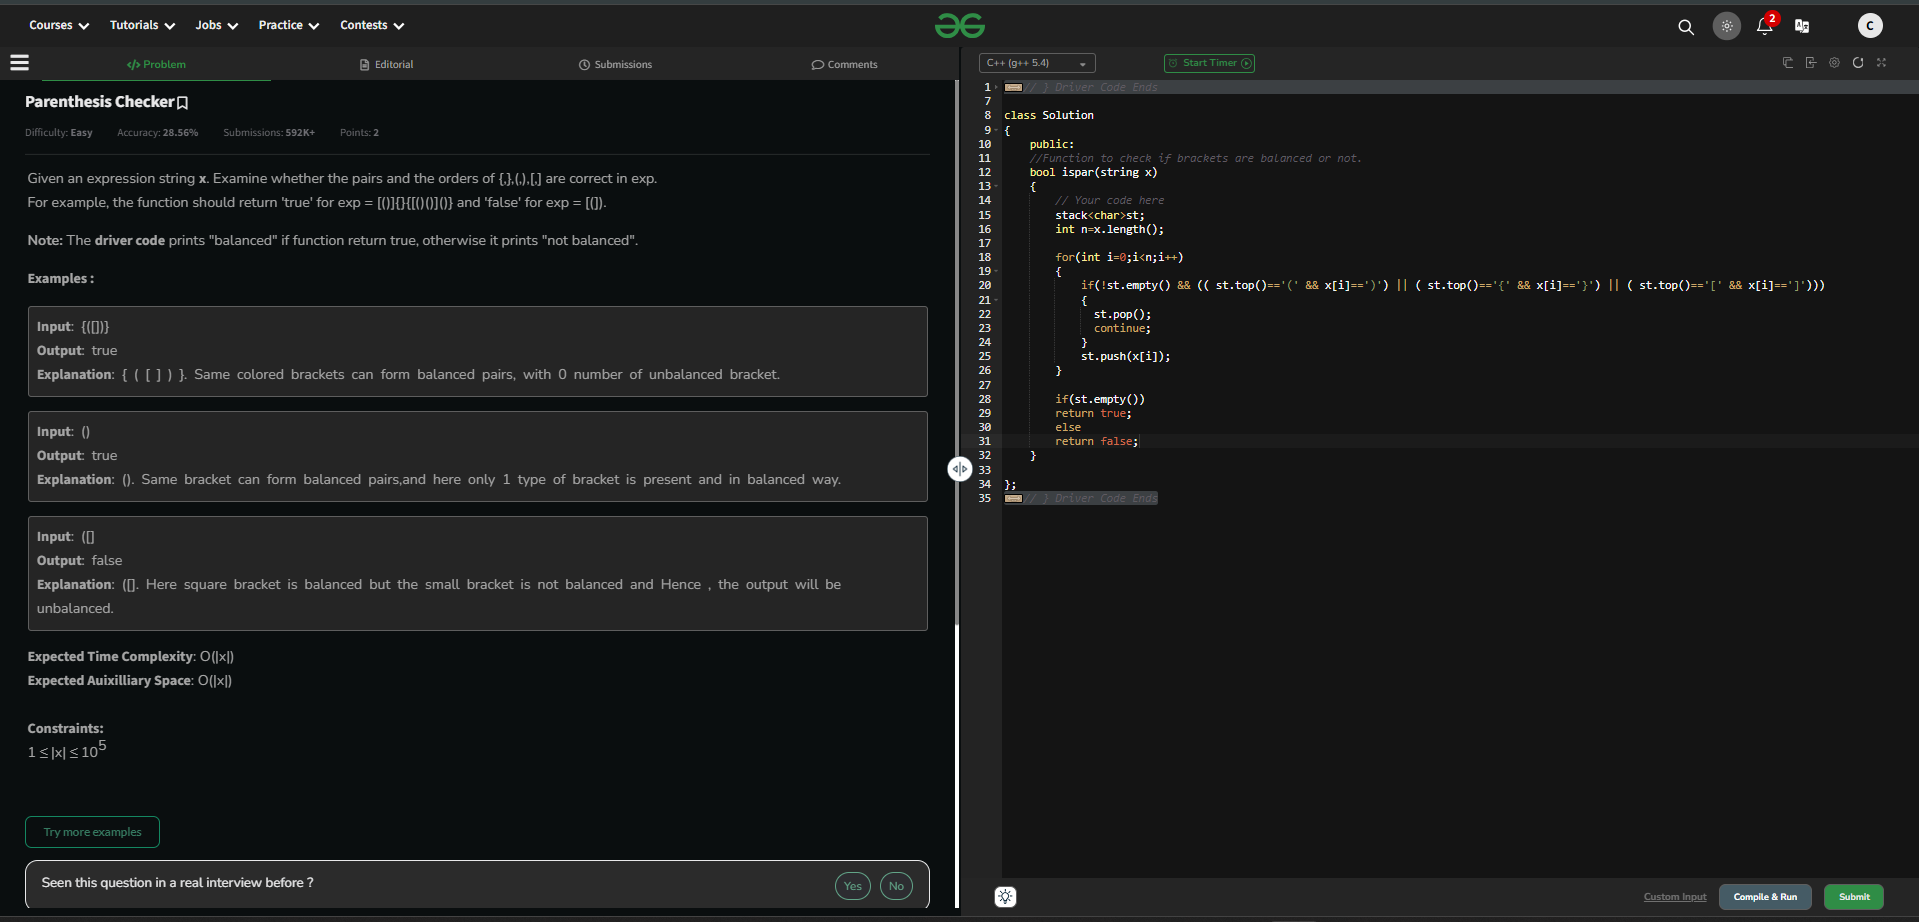 Courses Tutorials Jobs Practice Contests 2 C
Problem Editorial Submissions Comments C++ (g++ 5.4) Start Timer
Parenthesis Checker
Difficulty: Easy Accuracy: 28.56% Submissions: 592K+ Points: 2
Given an expression string x. Examine whether the pairs and the orders of {,},(,),[,] are correct in exp.
For example, the function should return 'true' for exp = [()]{}{[()()]()} and 'false' for exp = [(]).
Note: The driver code prints "balanced" if function return true, otherwise it prints "not balanced".
Examples :
Input: {([])}
Output: true
Explanation: { ( [ ] ) }. Same colored brackets can form balanced pairs, with 0 number of unbalanced bracket.
Input: ()
Output: true
Explanation: (). Same bracket can form balanced pairs,and here only 1 type of bracket is present and in balanced way.
Input: ([]
Output: false
Explanation: ([]. Here square bracket is balanced but the small bracket is not balanced and Hence , the output will be
unbalanced.
Expected Time Complexity: O(|x|)
Expected Auixilliary Space: O(|x|)
Constraints:
1 ≤ |x| ≤ 10^5
Try more examples
Seen this question in a real interview before ? Yes No
1 // } Driver Code Ends
7
8 class Solution
9 {
10     public:
11     //Function to check if brackets are balanced or not.
12     bool ispar(string x)
13     {
14         // Your code here
15         stack<char>st;
16         int n=x.length();
17
18         for(int i=0;i<n;i++)
19         {
20             if(!st.empty() && (( st.top()=='(' && x[i]==')') || ( st.top()=='{' && x[i]=='}') || ( st.top()=='[' && x[i]==']')))
21             {
22               st.pop();
23               continue;
24             }
25             st.push(x[i]);
26         }
27
28         if(st.empty())
29         return true;
30         else
31         return false;
32     }
33
34 };
35 // } Driver Code Ends
Custom Input Compile & Run Submit